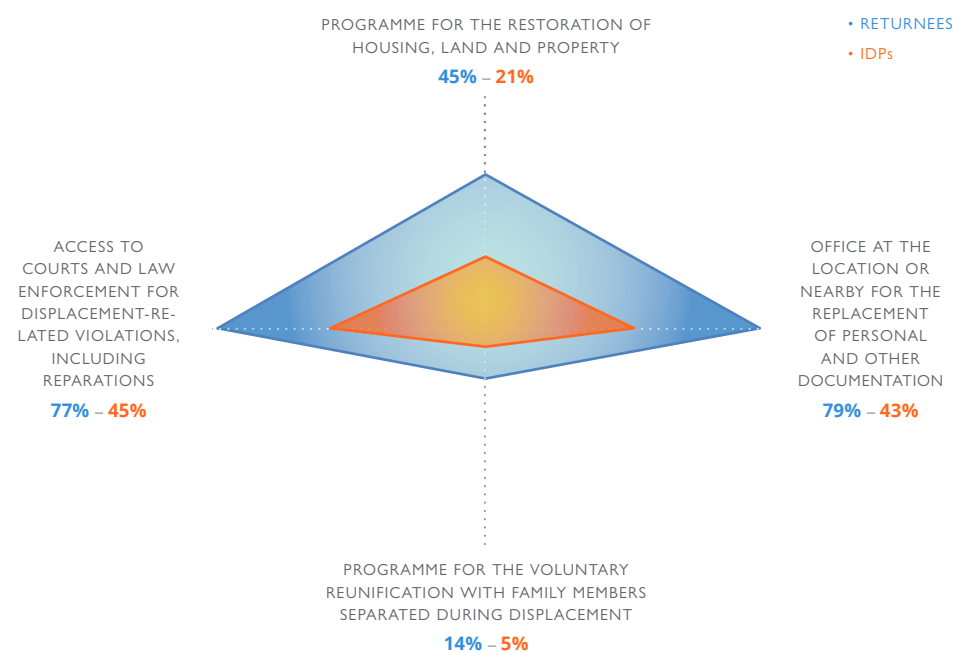 PROGRAMME FOR THE RESTORATION OF
HOUSING, LAND AND PROPERTY
45% – 21%
• RETURNEES
• IDPs
ACCESS TO
COURTS AND LAW
ENFORCEMENT FOR
DISPLACEMENT-RE-
LATED VIOLATIONS,
INCLUDING
REPARATIONS
77% – 45%
OFFICE AT THE
LOCATION OR
NEARBY FOR THE
REPLACEMENT
OF PERSONAL
AND OTHER
DOCUMENTATION
79% – 43%
PROGRAMME FOR THE VOLUNTARY
REUNIFICATION WITH FAMILY MEMBERS
SEPARATED DURING DISPLACEMENT
14% – 5%